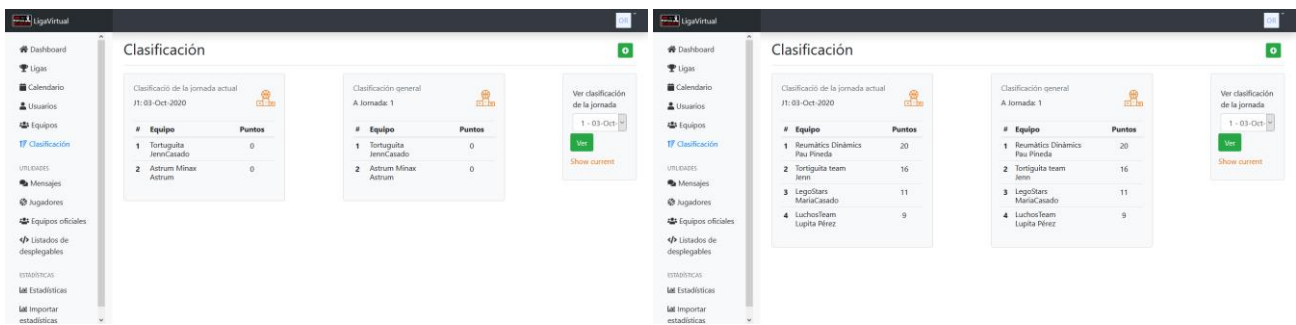 LigaVirtual
OR
Dashboard
Ligas
Calendario
Usuarios
Equipos
Clasificación
UTILIDADES
Mensajes
Jugadores
Equipos oficiales
Listados de
desplegables
ESTADÍSTICAS
Estadísticas
Importar
estadísticas
Clasificación
Clasificació de la jornada actual
J1: 03-Oct-2020
# Equipo Puntos
1 Tortuguita 0
JennCasado
2 Astrum Minax 0
Astrum
Clasificación general
A Jornada: 1
# Equipo Puntos
1 Tortuguita 0
JennCasado
2 Astrum Minax 0
Astrum
Ver clasificación
de la jornada
1 - 03-Oct-
Ver
Show current
LigaVirtual
OR
Dashboard
Ligas
Calendario
Usuarios
Equipos
Clasificación
UTILIDADES
Mensajes
Jugadores
Equipos oficiales
Listados de
desplegables
ESTADÍSTICAS
Estadísticas
Importar
estadísticas
Clasificación
Clasificació de la jornada actual
J1: 03-Oct-2020
# Equipo Puntos
1 Reumàtics Dinàmics 20
Pau Pineda
2 Tortiguita team 16
Jenn
3 LegoStars 11
MariaCasado
4 LuchosTeam 9
Lupita Pérez
Clasificación general
A Jornada: 1
# Equipo Puntos
1 Reumàtics Dinàmics 20
Pau Pineda
2 Tortiguita team 16
Jenn
3 LegoStars 11
MariaCasado
4 LuchosTeam 9
Lupita Pérez
Ver clasificación
de la jornada
1 - 03-Oct-
Ver
Show current